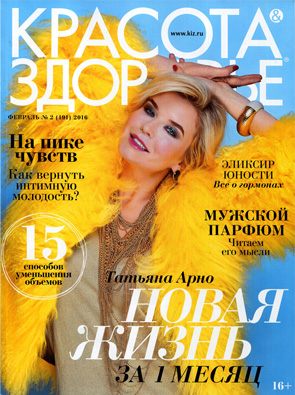 КРАСОТА &
www.kiz.ru
ЗДОРОВЬЕ®
ФЕВРАЛЬ № 2 (191) 2016
На пике
чувств
Как вернуть
интимную
молодость?
ЭЛИКСИР
ЮНОСТИ
Все о гормонах
МУЖСКОЙ
ПАРФЮМ
Читаем
его мысли
15
способов
уменьшения
объемов
Татьяна Арно
НОВАЯ
ЖИЗНЬ
ЗА 1 МЕСЯЦ
16+